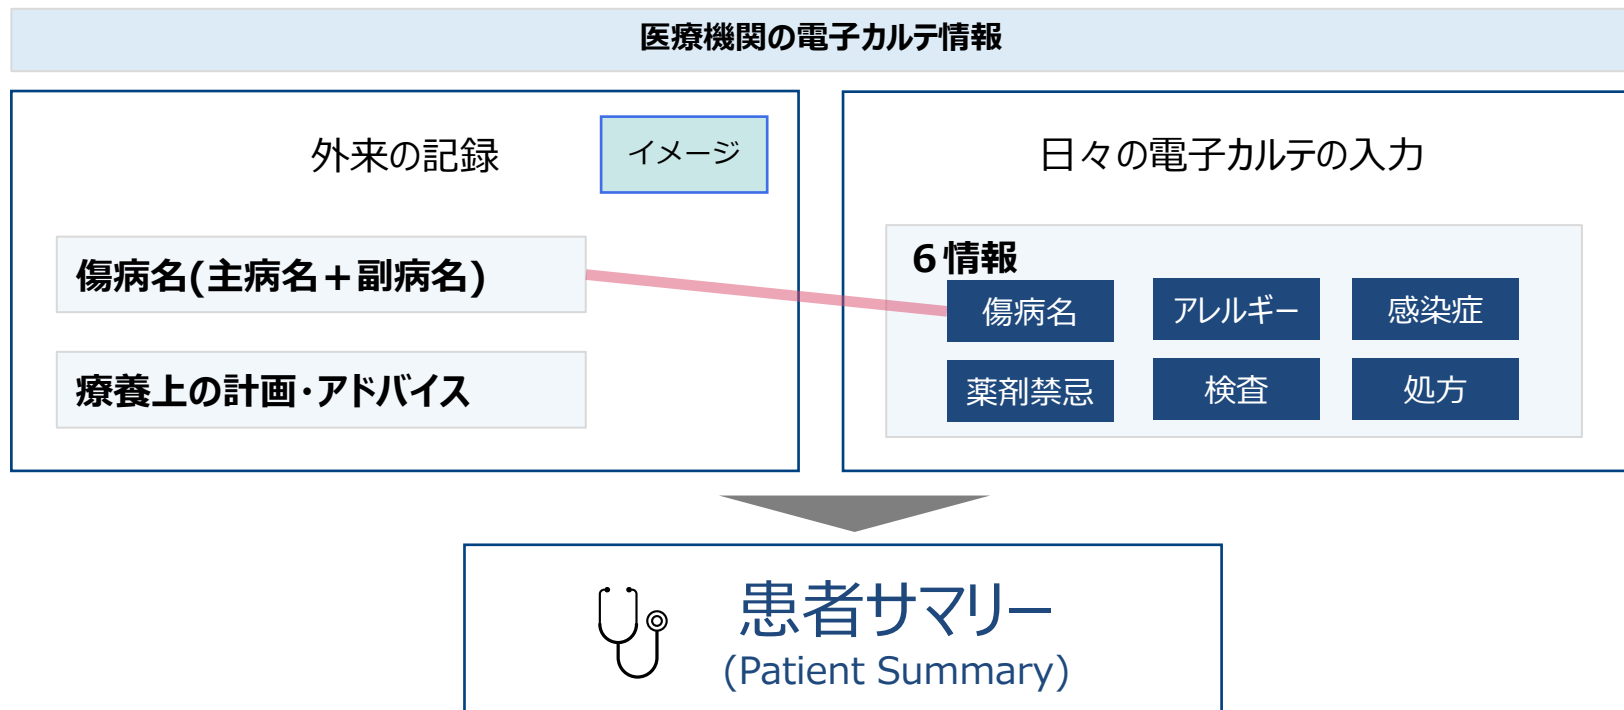 医療機関の電子カルテ情報
外来の記録
イメージ
傷病名(主病名＋副病名)
療養上の計画・アドバイス
日々の電子カルテの入力
６情報
傷病名
アレルギー
感染症
薬剤禁忌
検査
処方
患者サマリー
(Patient Summary)